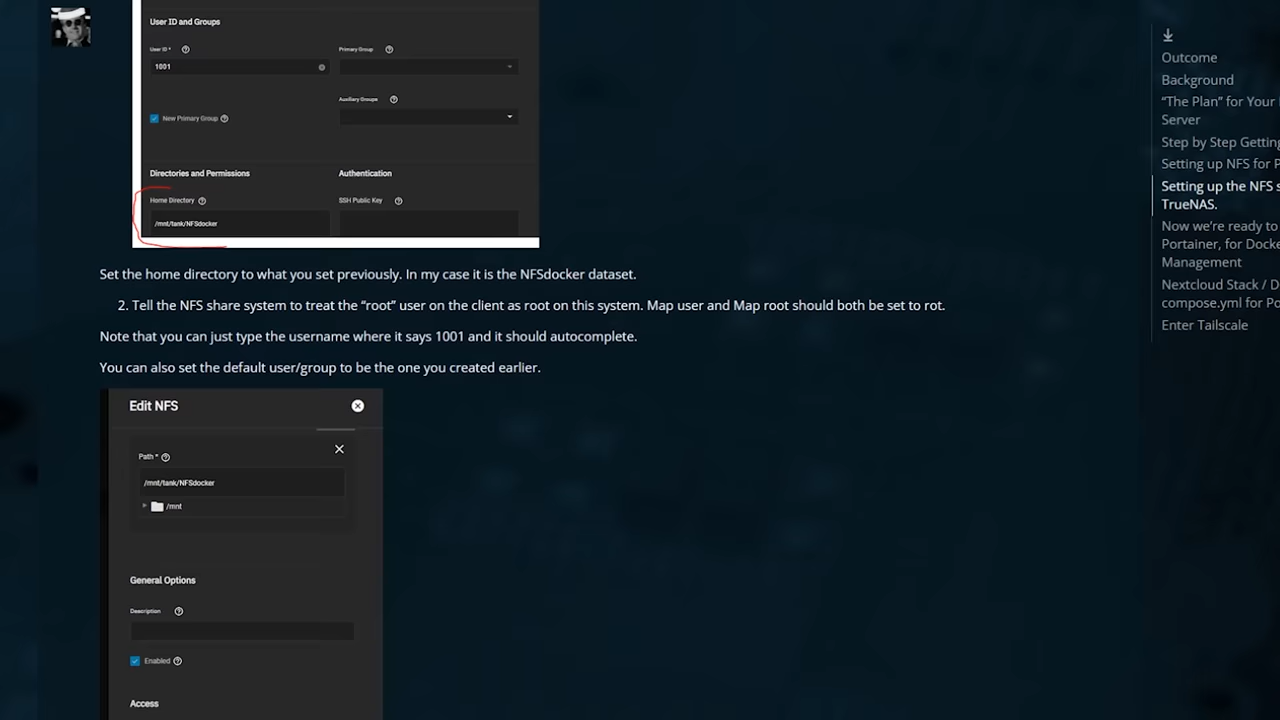 User ID and Groups
User ID *
Primary Group
1001
Auxiliary Groups
New Primary Group
Directories and Permissions
Authentication
Home Directory
SSH Public Key
/mnt/tank/NFSdocker
Set the home directory to what you set previously. In my case it is the NFSdocker dataset.
2. Tell the NFS share system to treat the “root” user on the client as root on this system. Map user and Map root should both be set to rot.
Note that you can just type the username where it says 1001 and it should autocomplete.
You can also set the default user/group to be the one you created earlier.
Edit NFS
Path *
/mnt/tank/NFSdocker
/mnt
General Options
Description
Enabled
Access
Outcome
Background
“The Plan” for Your
Server
Step by Step Getting
Setting up NFS for P
Setting up the NFS s
TrueNAS.
Now we’re ready to
Portainer, for Docke
Management
Nextcloud Stack / D
compose.yml for Po
Enter Tailscale